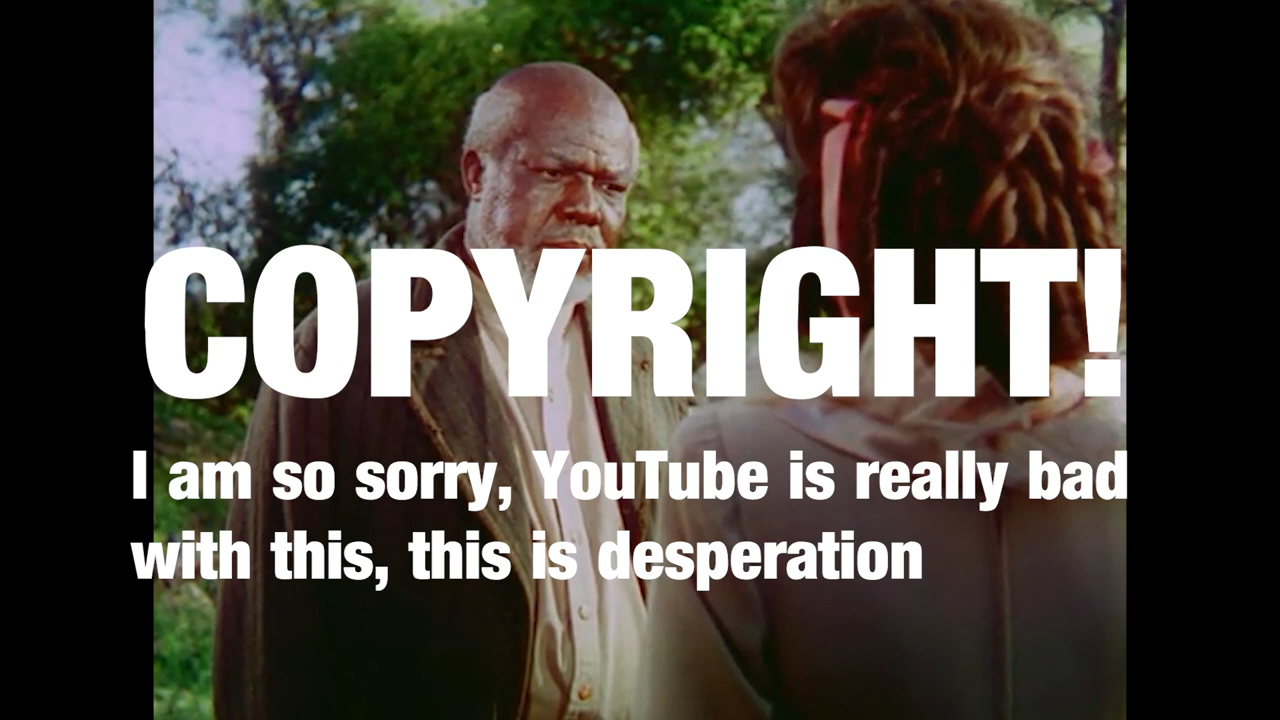 COPYRIGHT!
I am so sorry, YouTube is really bad
with this, this is desperation